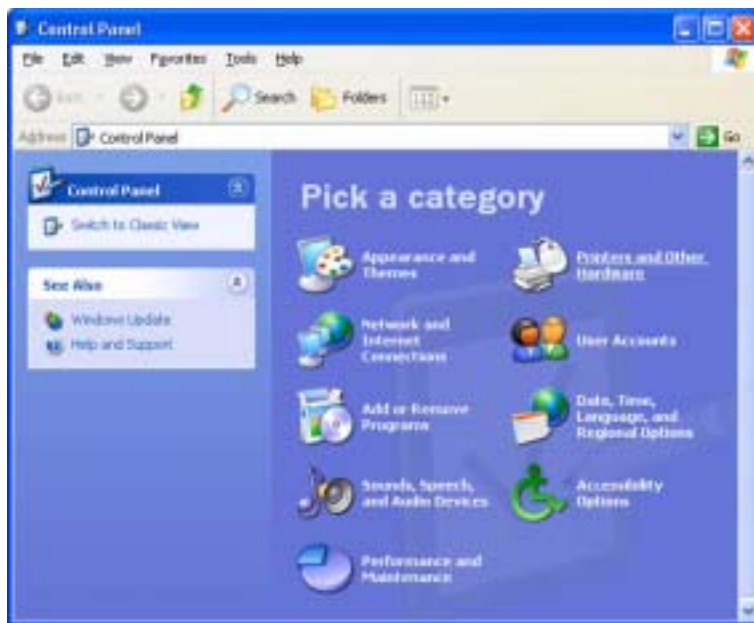 Control Panel
File Edit View Favorites Tools Help
Back Search Folders
Address Control Panel Go
Control Panel
Switch to Classic View
See Also
Windows Update
Help and Support
Pick a category
Appearance and
Themes
Printers and Other
Hardware
Network and
Internet
Connections
User Accounts
Add or Remove
Programs
Date, Time,
Language, and
Regional Options
Sounds, Speech,
and Audio Devices
Accessibility
Options
Performance and
Maintenance